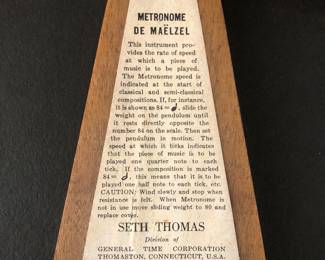 METRONOME
DE MAËLZEL
This instrument pro-
vides the rate of speed
at which a piece of
music is to be played.
The Metronome speed is
indicated at the start of
classical and semi-classical
compositions. If, for instance,
it is shown as 84 = 𝅘𝅥, slide the
weight on the pendulum until
it rests directly opposite the
number 84 on the scale. Then set
the pendulum in motion. The
speed at which it ticks indicates
that the piece of music is to be
played one quarter note to each
tick. If the composition is marked
84 = 𝅗𝅥, this means that it is to be
played one half note to each tick, etc.
CAUTION: Wind slowly and stop when
resistance is felt. When Metronome is
not in use move sliding weight to 80 and
replace cover.
SETH THOMAS
Division of
GENERAL TIME CORPORATION
THOMASTON, CONNECTICUT, U.S.A.